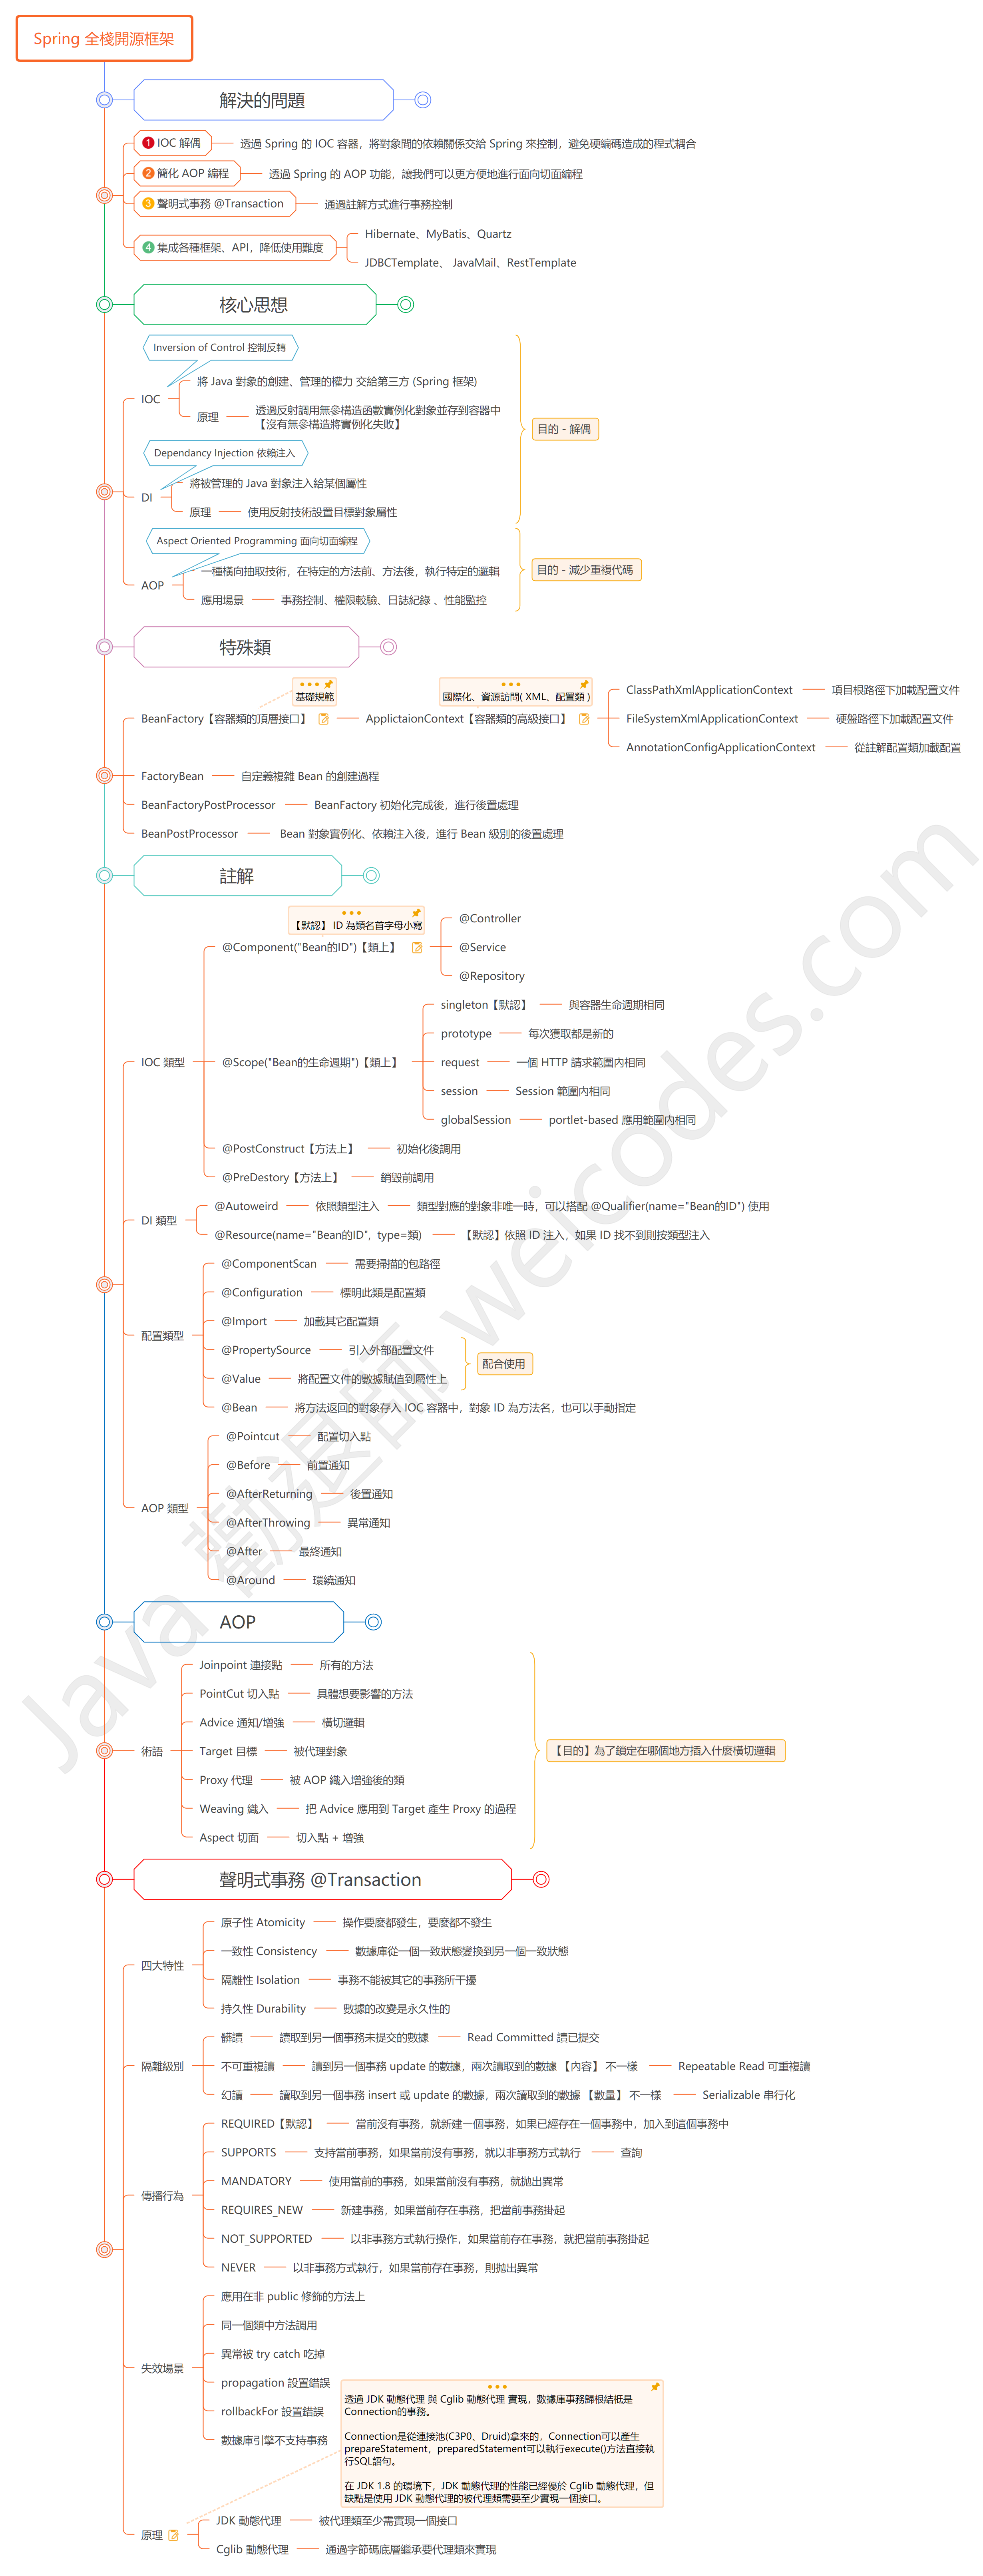 Spring 全棧開源框架
解決的問題
1 IOC 解偶
透過 Spring 的 IOC 容器，將對象間的依賴關係交給 Spring 來控制，避免硬編碼造成的程式耦合
2 簡化 AOP 編程
透過 Spring 的 AOP 功能，讓我們可以更方便地進行面向切面編程
3 聲明式事務 @Transaction
通過註解方式進行事務控制
4 集成各種框架、API，降低使用難度
Hibernate、MyBatis、Quartz
JDBCTemplate、 JavaMail、RestTemplate
核心思想
Inversion of Control 控制反轉
IOC
將 Java 對象的創建、管理的權力 交給第三方 (Spring 框架)
原理
透過反射調用無參構造函數實例化對象並存到容器中
【沒有無參構造將實例化失敗】
Dependancy Injection 依賴注入
DI
將被管理的 Java 對象注入給某個屬性
原理
使用反射技術設置目標對象屬性
目的 - 解偶
Aspect Oriented Programming 面向切面編程
AOP
一種橫向抽取技術，在特定的方法前、方法後，執行特定的邏輯
應用場景
事務控制、權限較驗、日誌紀錄 、性能監控
目的 - 減少重複代碼
特殊類
基礎規範
BeanFactory【容器類的頂層接口】
國際化、資源訪問( XML、配置類 )
ApplictaionContext【容器類的高級接口】
ClassPathXmlApplicationContext
項目根路徑下加載配置文件
FileSystemXmlApplicationContext
硬盤路徑下加載配置文件
AnnotationConfigApplicationContext
從註解配置類加載配置
FactoryBean
自定義複雜 Bean 的創建過程
BeanFactoryPostProcessor
BeanFactory 初始化完成後，進行後置處理
BeanPostProcessor
Bean 對象實例化、依賴注入後，進行 Bean 級別的後置處理
註解
IOC 類型
【默認】 ID 為類名首字母小寫
@Component("Bean的ID")【類上】
@Controller
@Service
@Repository
@Scope("Bean的生命週期")【類上】
singleton【默認】
與容器生命週期相同
prototype
每次獲取都是新的
request
一個 HTTP 請求範圍內相同
session
Session 範圍內相同
globalSession
portlet-based 應用範圍內相同
@PostConstruct【方法上】
初始化後調用
@PreDestory【方法上】
銷毀前調用
DI 類型
@Autoweird
依照類型注入
類型對應的對象非唯一時，可以搭配 @Qualifier(name="Bean的ID") 使用
@Resource(name="Bean的ID"，type=類)
【默認】依照 ID 注入，如果 ID 找不到則按類型注入
配置類型
@ComponentScan
需要掃描的包路徑
@Configuration
標明此類是配置類
@Import
加載其它配置類
@PropertySource
引入外部配置文件
@Value
將配置文件的數據賦值到屬性上
配合使用
@Bean
將方法返回的對象存入 IOC 容器中，對象 ID 為方法名，也可以手動指定
AOP 類型
@Pointcut
配置切入點
@Before
前置通知
@AfterReturning
後置通知
@AfterThrowing
異常通知
@After
最終通知
@Around
環繞通知
AOP
術語
Joinpoint 連接點
所有的方法
PointCut 切入點
具體想要影響的方法
Advice 通知/增強
橫切邏輯
Target 目標
被代理對象
Proxy 代理
被 AOP 織入增強後的類
Weaving 織入
把 Advice 應用到 Target 產生 Proxy 的過程
Aspect 切面
切入點 + 增強
【目的】為了鎖定在哪個地方插入什麼橫切邏輯
聲明式事務 @Transaction
四大特性
原子性 Atomicity
操作要麼都發生，要麼都不發生
一致性 Consistency
數據庫從一個一致狀態變換到另一個一致狀態
隔離性 Isolation
事務不能被其它的事務所干擾
持久性 Durability
數據的改變是永久性的
隔離級別
髒讀
讀取到另一個事務未提交的數據
Read Committed 讀已提交
不可重複讀
讀到另一個事務 update 的數據，兩次讀取到的數據 【內容】 不一樣
Repeatable Read 可重複讀
幻讀
讀取到另一個事務 insert 或 update 的數據，兩次讀取到的數據 【數量】 不一樣
Serializable 串行化
傳播行為
REQUIRED【默認】
當前沒有事務，就新建一個事務，如果已經存在一個事務中，加入到這個事務中
SUPPORTS
支持當前事務，如果當前沒有事務，就以非事務方式執行
查詢
MANDATORY
使用當前的事務，如果當前沒有事務，就拋出異常
REQUIRES_NEW
新建事務，如果當前存在事務，把當前事務掛起
NOT_SUPPORTED
以非事務方式執行操作，如果當前存在事務，就把當前事務掛起
NEVER
以非事務方式執行，如果當前存在事務，則拋出異常
失效場景
應用在非 public 修飾的方法上
同一個類中方法調用
異常被 try catch 吃掉
propagation 設置錯誤
rollbackFor 設置錯誤
數據庫引擎不支持事務
透過 JDK 動態代理 與 Cglib 動態代理 實現，數據庫事務歸根結柢是
Connection的事務。
Connection是從連接池(C3P0、Druid)拿來的，Connection可以產生
prepareStatement，preparedStatement可以執行execute()方法直接執
行SQL語句。
在 JDK 1.8 的環境下，JDK 動態代理的性能已經優於 Cglib 動態代理，但
缺點是使用 JDK 動態代理的被代理類需要至少實現一個接口。
原理
JDK 動態代理
被代理類至少需實現一個接口
Cglib 動態代理
通過字節碼底層繼承要代理類來實現
Java 勸退師 weicodes.com